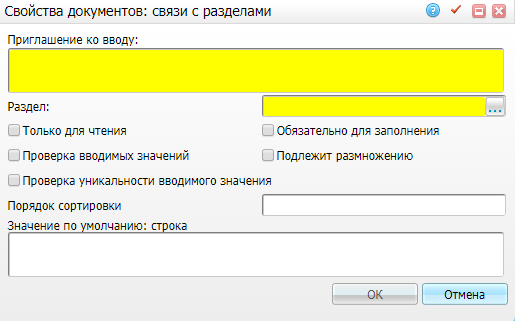 Свойства документов: связи с разделами
Приглашение ко вводу:
Раздел:
...
Только для чтения
Обязательно для заполнения
Проверка вводимых значений
Подлежит размножению
Проверка уникальности вводимого значения
Порядок сортировки
Значение по умолчанию: строка
ОК
Отмена